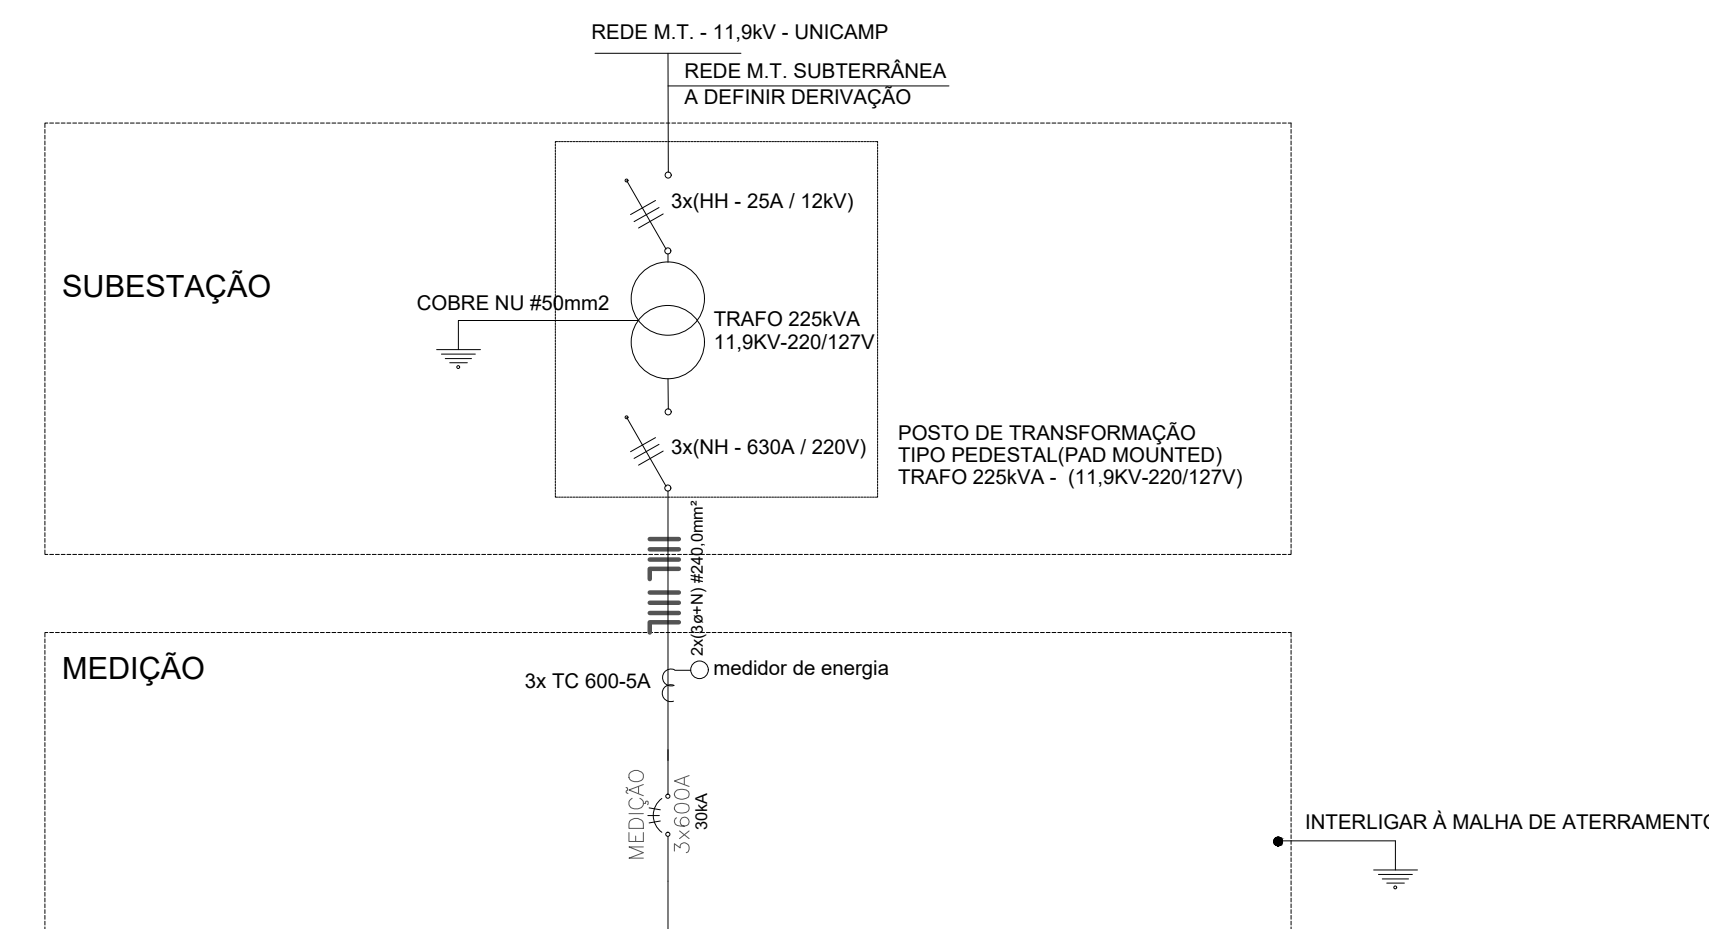 REDE M.T. - 11,9kV - UNICAMP
REDE M.T. SUBTERRÂNEA
A DEFINIR DERIVAÇÃO
3x(HH - 25A / 12kV)
SUBESTAÇÃO
COBRE NU #50mm2
TRAFO 225kVA
11,9KV-220/127V
3x(NH - 630A / 220V)
POSTO DE TRANSFORMAÇÃO
TIPO PEDESTAL(PAD MOUNTED)
TRAFO 225kVA - (11,9KV-220/127V)
2x(3ø+N) #240,0mm²
MEDIÇÃO
3x TC 600-5A
medidor de energia
MEDIÇÃO
3x600A
30kA
INTERLIGAR À MALHA DE ATERRAMENTO